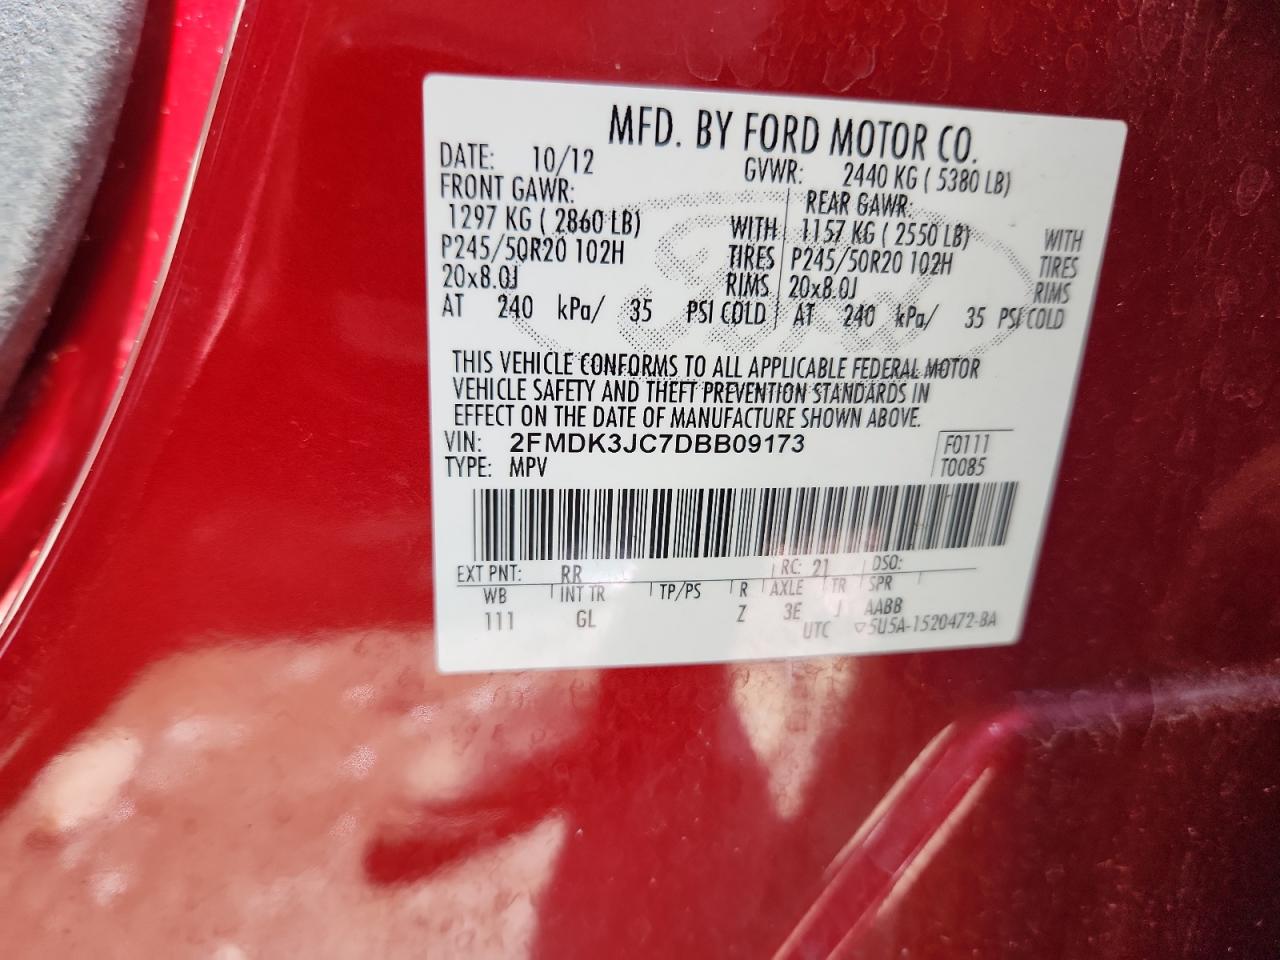 MFD. BY FORD MOTOR CO.
DATE: 10/12 GVWR: 2440 KG ( 5380 LB)
FRONT GAWR: REAR GAWR:
1297 KG ( 2860 LB) WITH 1157 KG ( 2550 LB) WITH
P245/50R20 102H TIRES P245/50R20 102H TIRES
20x8.0J RIMS 20x8.0J RIMS
AT 240 kPa/ 35 PSI COLD AT 240 kPa/ 35 PSI COLD
THIS VEHICLE CONFORMS TO ALL APPLICABLE FEDERAL MOTOR
VEHICLE SAFETY AND THEFT PREVENTION STANDARDS IN
EFFECT ON THE DATE OF MANUFACTURE SHOWN ABOVE.
VIN: 2FMDK3JC7DBB09173 F0111
TYPE: MPV T0085
EXT PNT: RR RC: 21 DSO:
WB INT TR TP/PS R AXLE TR SPR
111 GL Z 3E J AABB
UTC ▽5U5A-1520472-BA